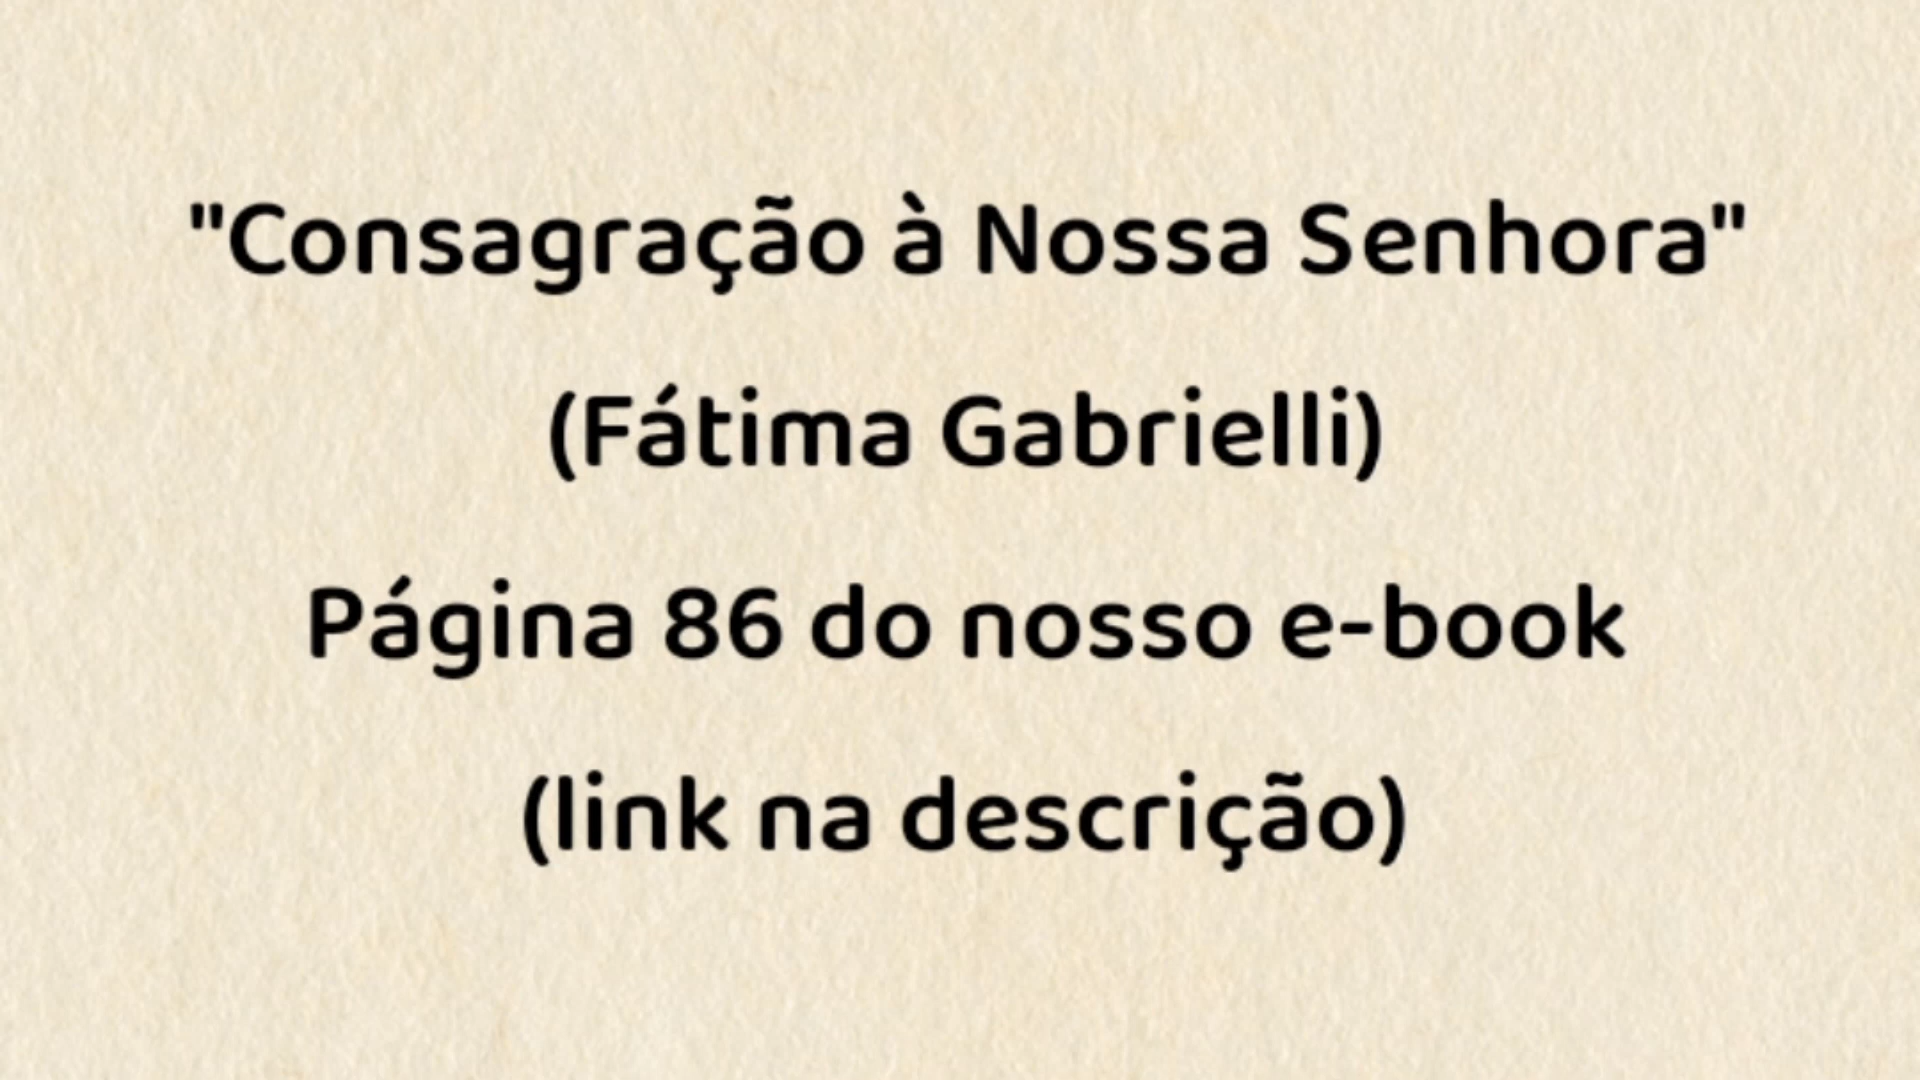 "Consagração à Nossa Senhora"
(Fátima Gabrielli)
Página 86 do nosso e-book
(link na descrição)